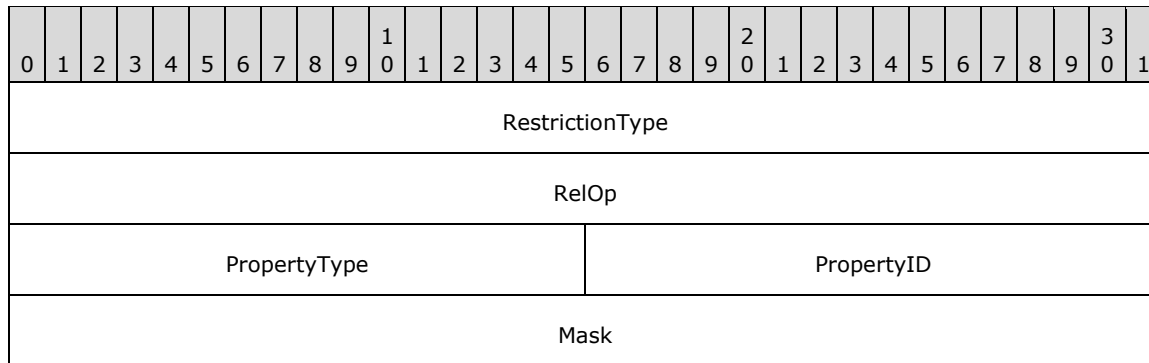 1 2 3
0 1 2 3 4 5 6 7 8 9 0 1 2 3 4 5 6 7 8 9 0 1 2 3 4 5 6 7 8 9 0 1
RestrictionType
RelOp
PropertyType PropertyID
Mask